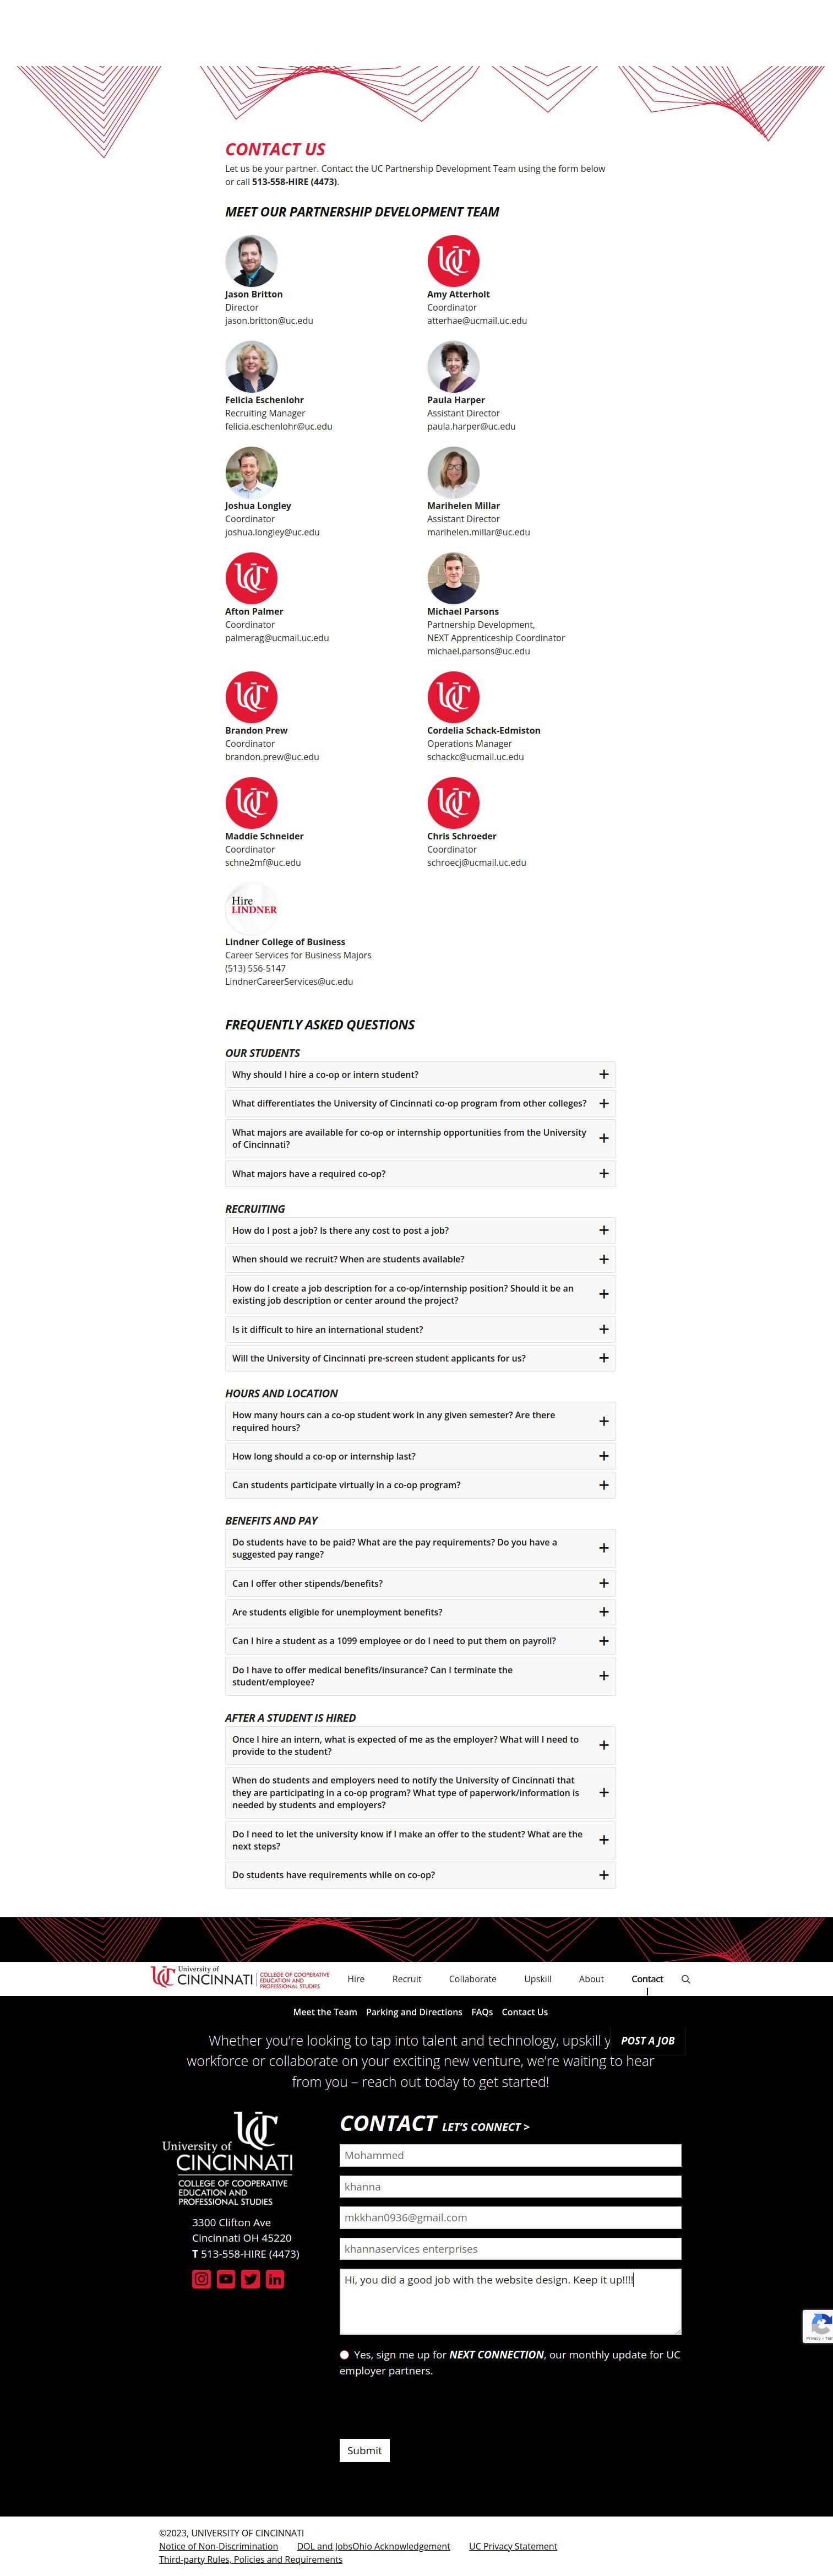 CONTACT US
Let us be your partner. Contact the UC Partnership Development Team using the form below
or call 513-558-HIRE (4473).
MEET OUR PARTNERSHIP DEVELOPMENT TEAM
Jason Britton
Director
jason.britton@uc.edu
Amy Atterholt
Coordinator
atterhae@ucmail.uc.edu
Felicia Eschenlohr
Recruiting Manager
felicia.eschenlohr@uc.edu
Paula Harper
Assistant Director
paula.harper@uc.edu
Joshua Longley
Coordinator
joshua.longley@uc.edu
Marihelen Millar
Assistant Director
marihelen.millar@uc.edu
Afton Palmer
Coordinator
palmerag@ucmail.uc.edu
Michael Parsons
Partnership Development,
NEXT Apprenticeship Coordinator
michael.parsons@uc.edu
Brandon Prew
Coordinator
brandon.prew@uc.edu
Cordelia Schack-Edmiston
Operations Manager
schackc@ucmail.uc.edu
Maddie Schneider
Coordinator
schne2mf@uc.edu
Chris Schroeder
Coordinator
schroecj@ucmail.uc.edu
Hire
LINDNER
Lindner College of Business
Career Services for Business Majors
(513) 556-5147
LindnerCareerServices@uc.edu
FREQUENTLY ASKED QUESTIONS
OUR STUDENTS
Why should I hire a co-op or intern student?
What differentiates the University of Cincinnati co-op program from other colleges?
What majors are available for co-op or internship opportunities from the University
of Cincinnati?
What majors have a required co-op?
RECRUITING
How do I post a job? Is there any cost to post a job?
When should we recruit? When are students available?
How do I create a job description for a co-op/internship position? Should it be an
existing job description or center around the project?
Is it difficult to hire an international student?
Will the University of Cincinnati pre-screen student applicants for us?
HOURS AND LOCATION
How many hours can a co-op student work in any given semester? Are there
required hours?
How long should a co-op or internship last?
Can students participate virtually in a co-op program?
BENEFITS AND PAY
Do students have to be paid? What are the pay requirements? Do you have a
suggested pay range?
Can I offer other stipends/benefits?
Are students eligible for unemployment benefits?
Can I hire a student as a 1099 employee or do I need to put them on payroll?
Do I have to offer medical benefits/insurance? Can I terminate the
student/employee?
AFTER A STUDENT IS HIRED
Once I hire an intern, what is expected of me as the employer? What will I need to
provide to the student?
When do students and employers need to notify the University of Cincinnati that
they are participating in a co-op program? What type of paperwork/information is
needed by students and employers?
Do I need to let the university know if I make an offer to the student? What are the
next steps?
Do students have requirements while on co-op?
University of
CINCINNATI
COLLEGE OF COOPERATIVE
EDUCATION AND
PROFESSIONAL STUDIES
Hire Recruit Collaborate Upskill About Contact
Meet the Team Parking and Directions FAQs Contact Us
POST A JOB
Whether you're looking to tap into talent and technology, upskill y
workforce or collaborate on your exciting new venture, we're waiting to hear
from you – reach out today to get started!
University of
CINCINNATI
COLLEGE OF COOPERATIVE
EDUCATION AND
PROFESSIONAL STUDIES
3300 Clifton Ave
Cincinnati OH 45220
T 513-558-HIRE (4473)
CONTACT LET'S CONNECT >
Mohammed
khanna
mkkhan0936@gmail.com
khannaservices enterprises
Hi, you did a good job with the website design. Keep it up!!!!
Yes, sign me up for NEXT CONNECTION, our monthly update for UC
employer partners.
Submit
©2023, UNIVERSITY OF CINCINNATI
Notice of Non-Discrimination DOL and JobsOhio Acknowledgement UC Privacy Statement
Third-party Rules, Policies and Requirements